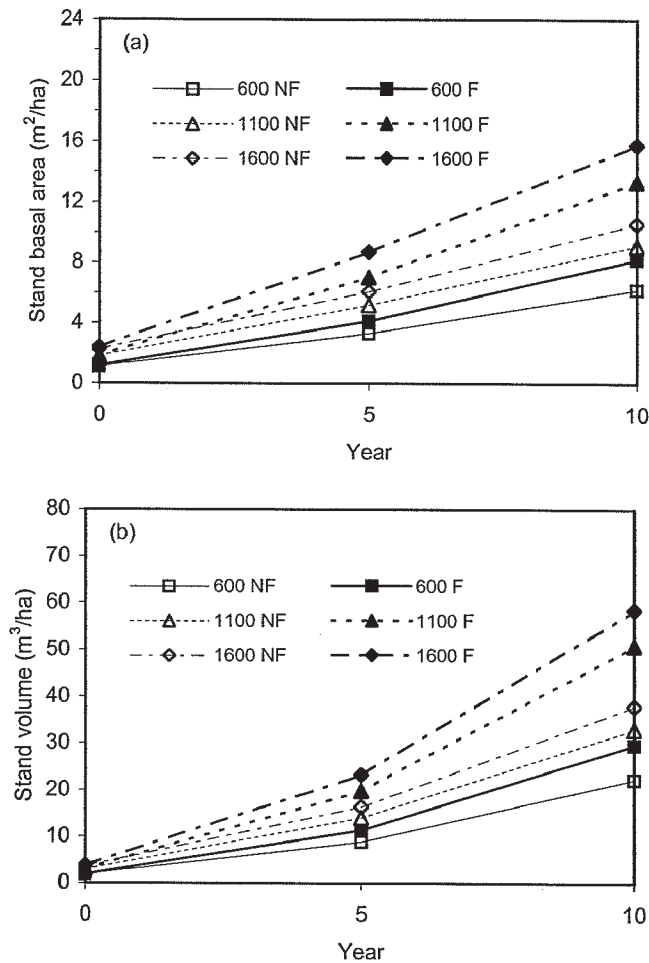 (a)
Stand basal area (m²/ha)
24
20
16
12
8
4
0
600 NF
600 F
1100 NF
1100 F
1600 NF
1600 F
0
5
10
Year
(b)
Stand volume (m³/ha)
80
70
60
50
40
30
20
10
0
600 NF
600 F
1100 NF
1100 F
1600 NF
1600 F
0
5
10
Year